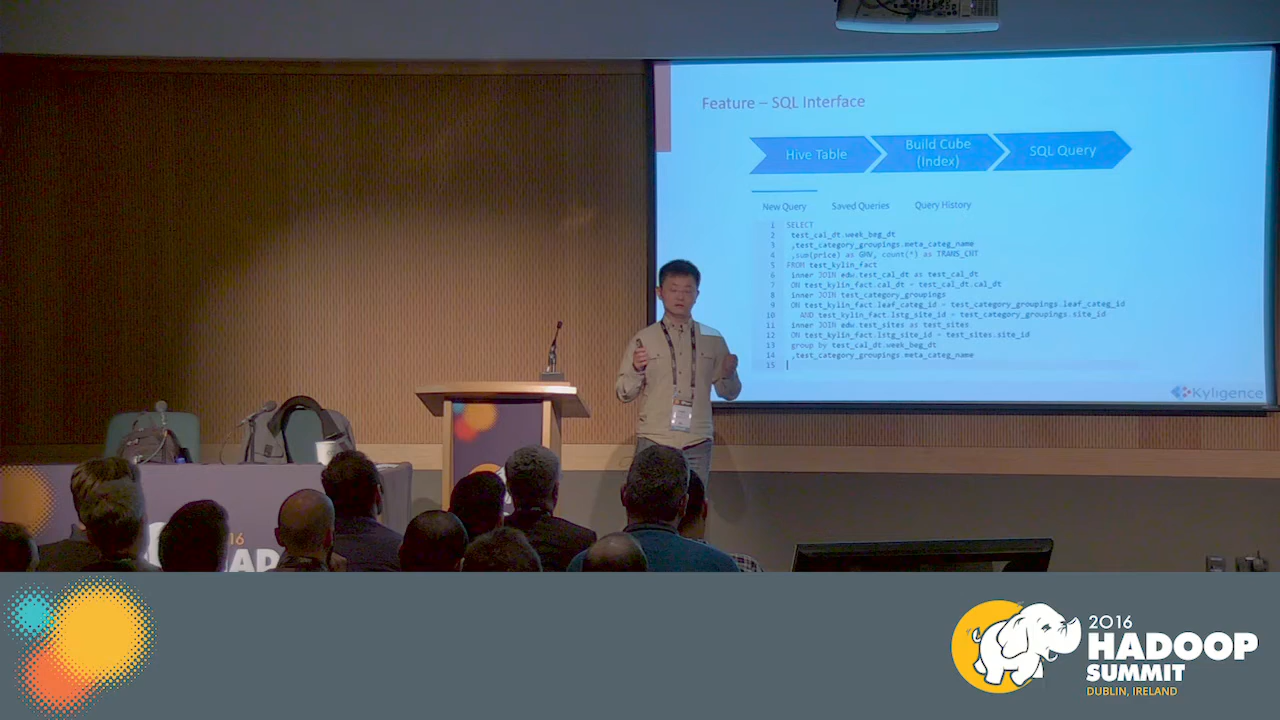 Feature – SQL Interface
Hive Table
Build Cube
(Index)
SQL Query
New Query Saved Queries Query History
1 SELECT
2 test_cal_dt.week_beg_dt
3 ,test_category_groupings.meta_categ_name
4 ,sum(price) as GMV, count(*) as TRANS_CNT
5 FROM test_kylin_fact
6 inner JOIN edw.test_cal_dt as test_cal_dt
7 ON test_kylin_fact.cal_dt = test_cal_dt.cal_dt
8 inner JOIN test_category_groupings
9 ON test_kylin_fact.leaf_categ_id = test_category_groupings.leaf_categ_id
10 AND test_kylin_fact.lstg_site_id = test_category_groupings.site_id
11 inner JOIN edw.test_sites as test_sites
12 ON test_kylin_fact.lstg_site_id = test_sites.site_id
13 group by test_cal_dt.week_beg_dt
14 ,test_category_groupings.meta_categ_name
15
Kyligence
2016
HADOOP
SUMMIT
DUBLIN, IRELAND